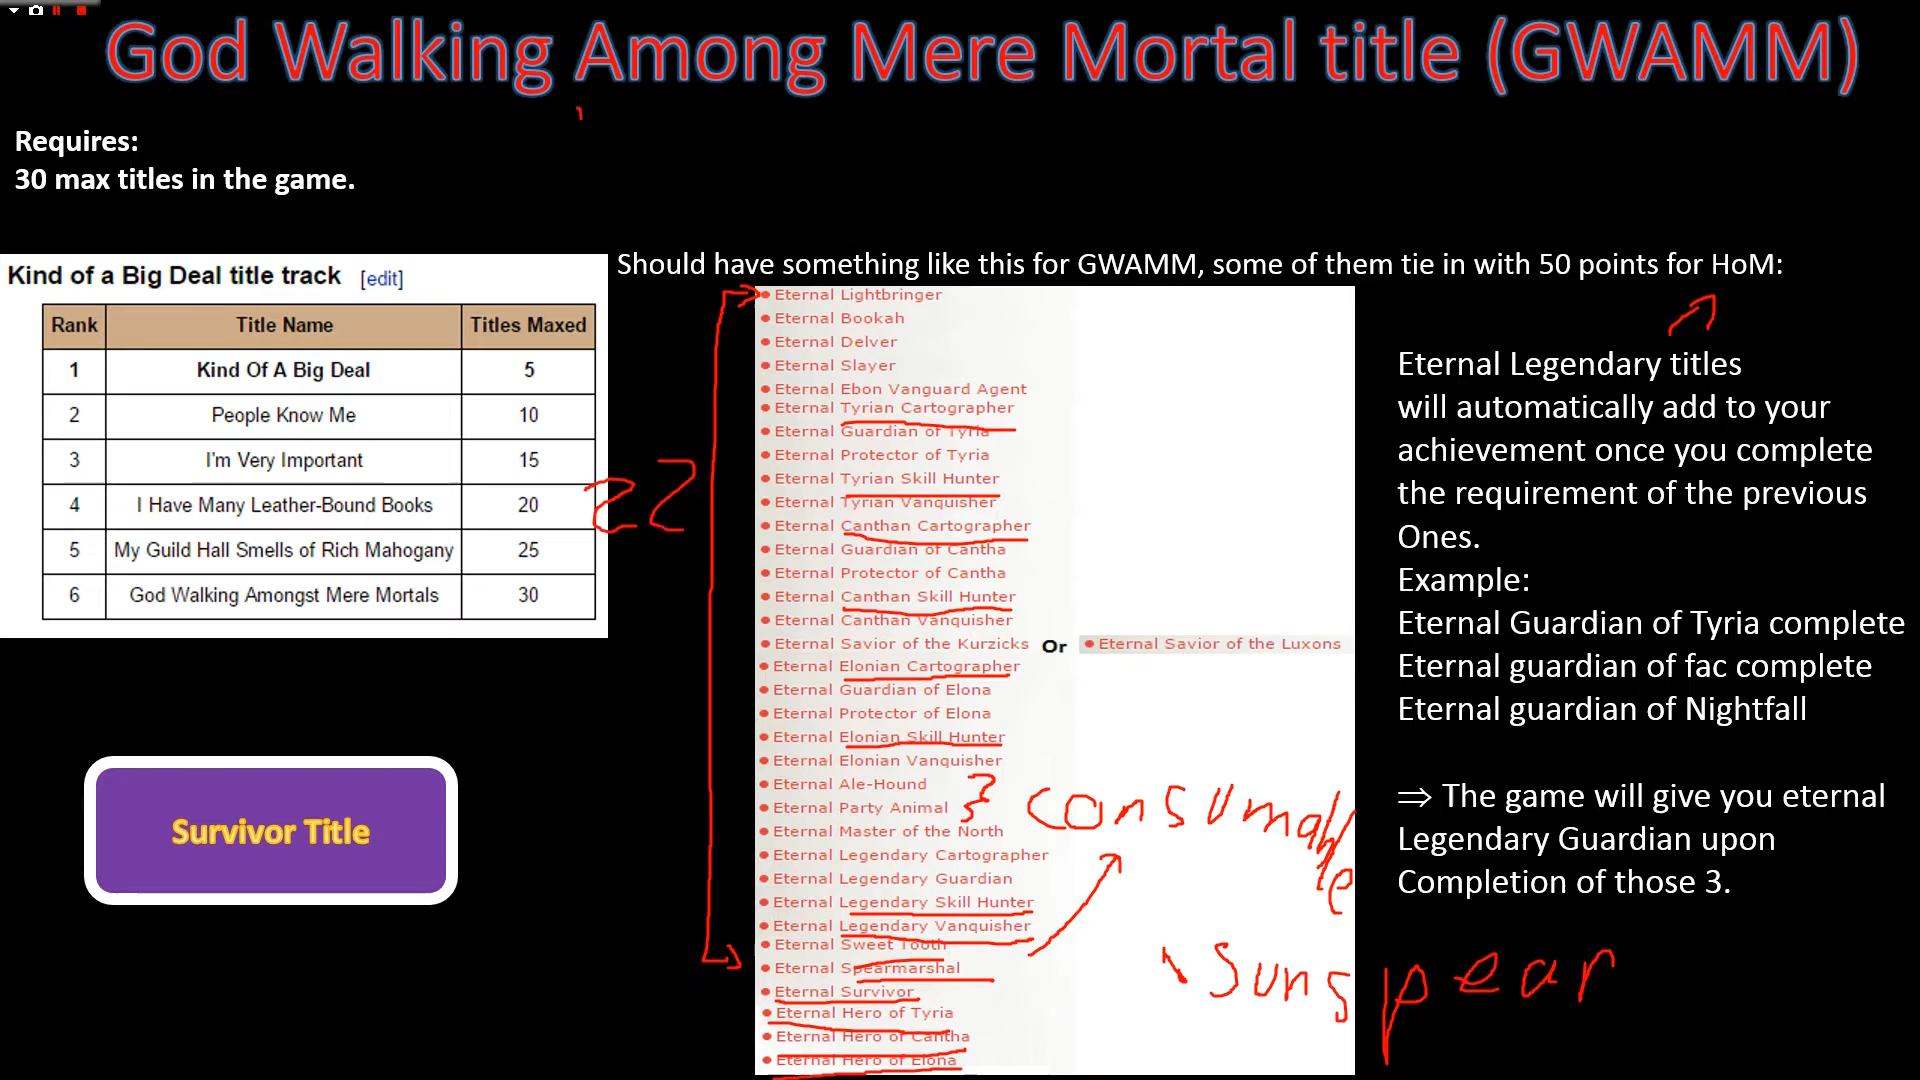 God Walking Among Mere Mortal title (GWAMM)
Requires:
30 max titles in the game.
Kind of a Big Deal title track [edit]
Rank Title Name Titles Maxed
1 Kind Of A Big Deal 5
2 People Know Me 10
3 I'm Very Important 15
4 I Have Many Leather-Bound Books 20
5 My Guild Hall Smells of Rich Mahogany 25
6 God Walking Amongst Mere Mortals 30
22
Survivor Title
Should have something like this for GWAMM, some of them tie in with 50 points for HoM:
Eternal Lightbringer
Eternal Bookah
Eternal Delver
Eternal Slayer
Eternal Ebon Vanguard Agent
Eternal Tyrian Cartographer
Eternal Guardian of Tyria
Eternal Protector of Tyria
Eternal Tyrian Skill Hunter
Eternal Tyrian Vanquisher
Eternal Canthan Cartographer
Eternal Guardian of Cantha
Eternal Protector of Cantha
Eternal Canthan Skill Hunter
Eternal Canthan Vanquisher
Eternal Savior of the Kurzicks Or Eternal Savior of the Luxons
Eternal Elonian Cartographer
Eternal Guardian of Elona
Eternal Protector of Elona
Eternal Elonian Skill Hunter
Eternal Elonian Vanquisher
Eternal Ale-Hound
Eternal Party Animal
Eternal Master of the North
Eternal Legendary Cartographer
Eternal Legendary Guardian
Eternal Legendary Skill Hunter
Eternal Legendary Vanquisher
Eternal Sweet Tooth
Eternal Spearmarshal
Eternal Survivor
Eternal Hero of Tyria
Eternal Hero of Cantha
Eternal Hero of Elona
consumable
Sunspear
Eternal Legendary titles
will automatically add to your
achievement once you complete
the requirement of the previous
Ones.
Example:
Eternal Guardian of Tyria complete
Eternal guardian of fac complete
Eternal guardian of Nightfall
⇒ The game will give you eternal
Legendary Guardian upon
Completion of those 3.